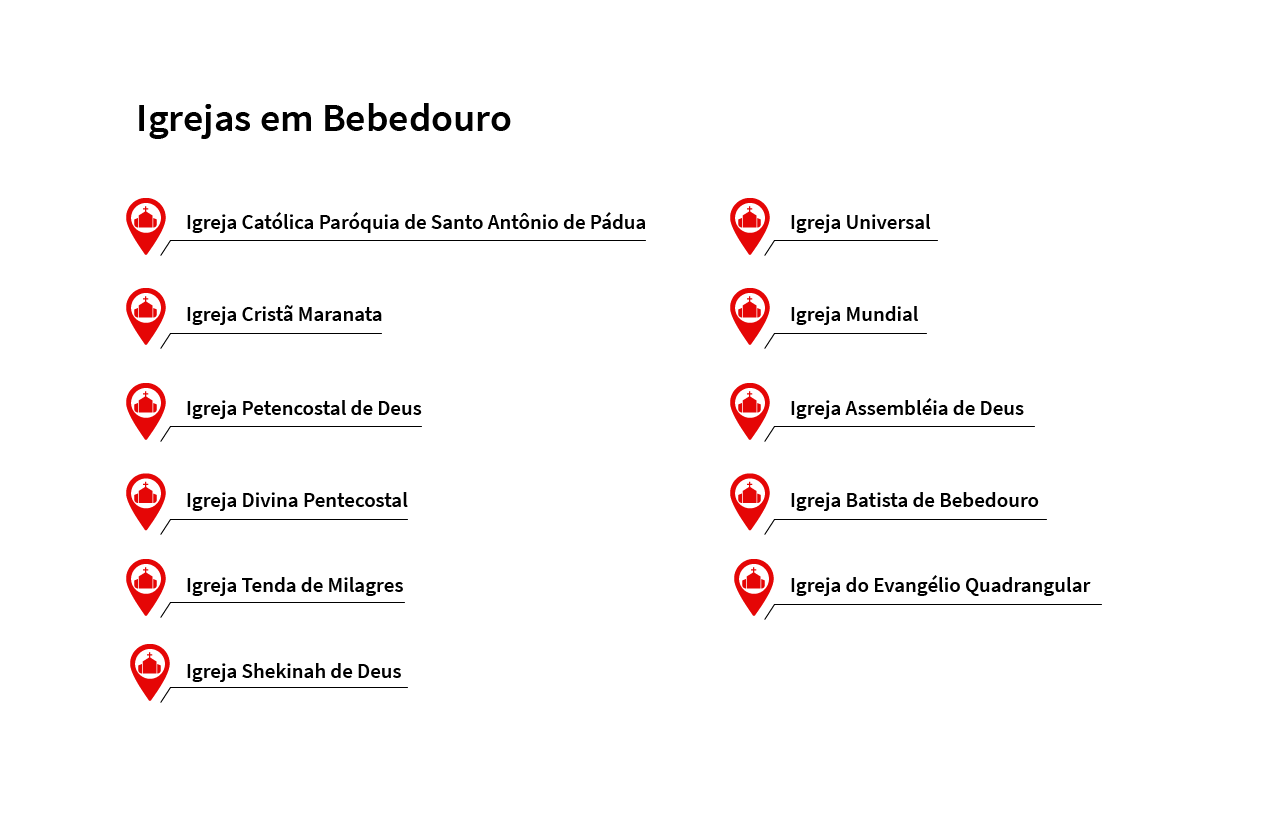 Igrejas em Bebedouro
Igreja Católica Paróquia de Santo Antônio de Pádua
Igreja Cristã Maranata
Igreja Petencostal de Deus
Igreja Divina Pentecostal
Igreja Tenda de Milagres
Igreja Shekinah de Deus
Igreja Universal
Igreja Mundial
Igreja Assembléia de Deus
Igreja Batista de Bebedouro
Igreja do Evangélio Quadrangular